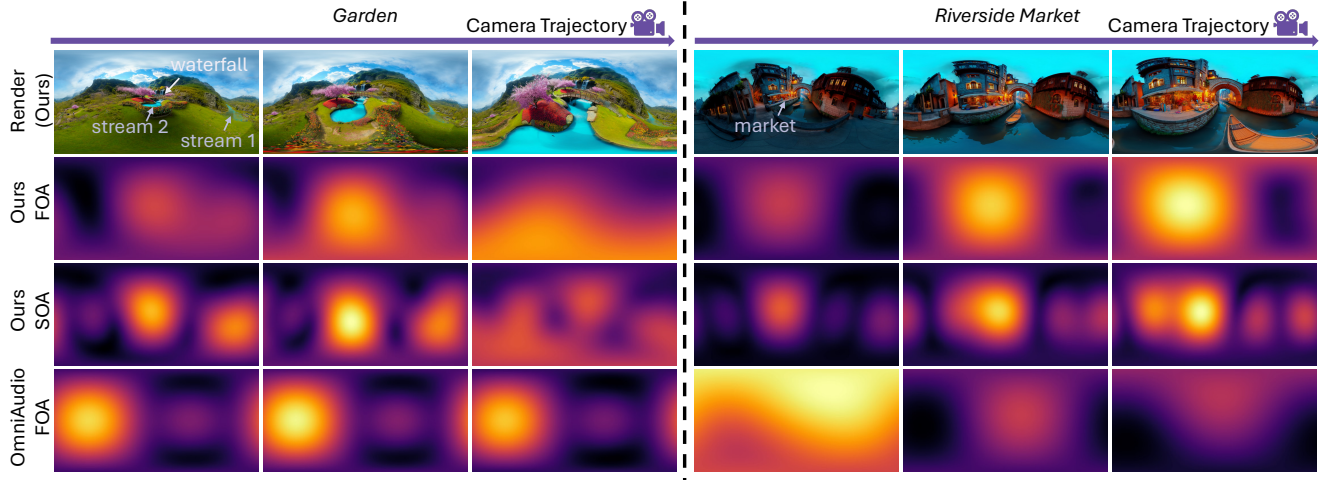 Garden
Riverside Market
Camera Trajectory
Camera Trajectory
Render
(Ours)
waterfall
stream 2
stream 1
market
Ours
FOA
Ours
SOA
OmniAudio
FOA